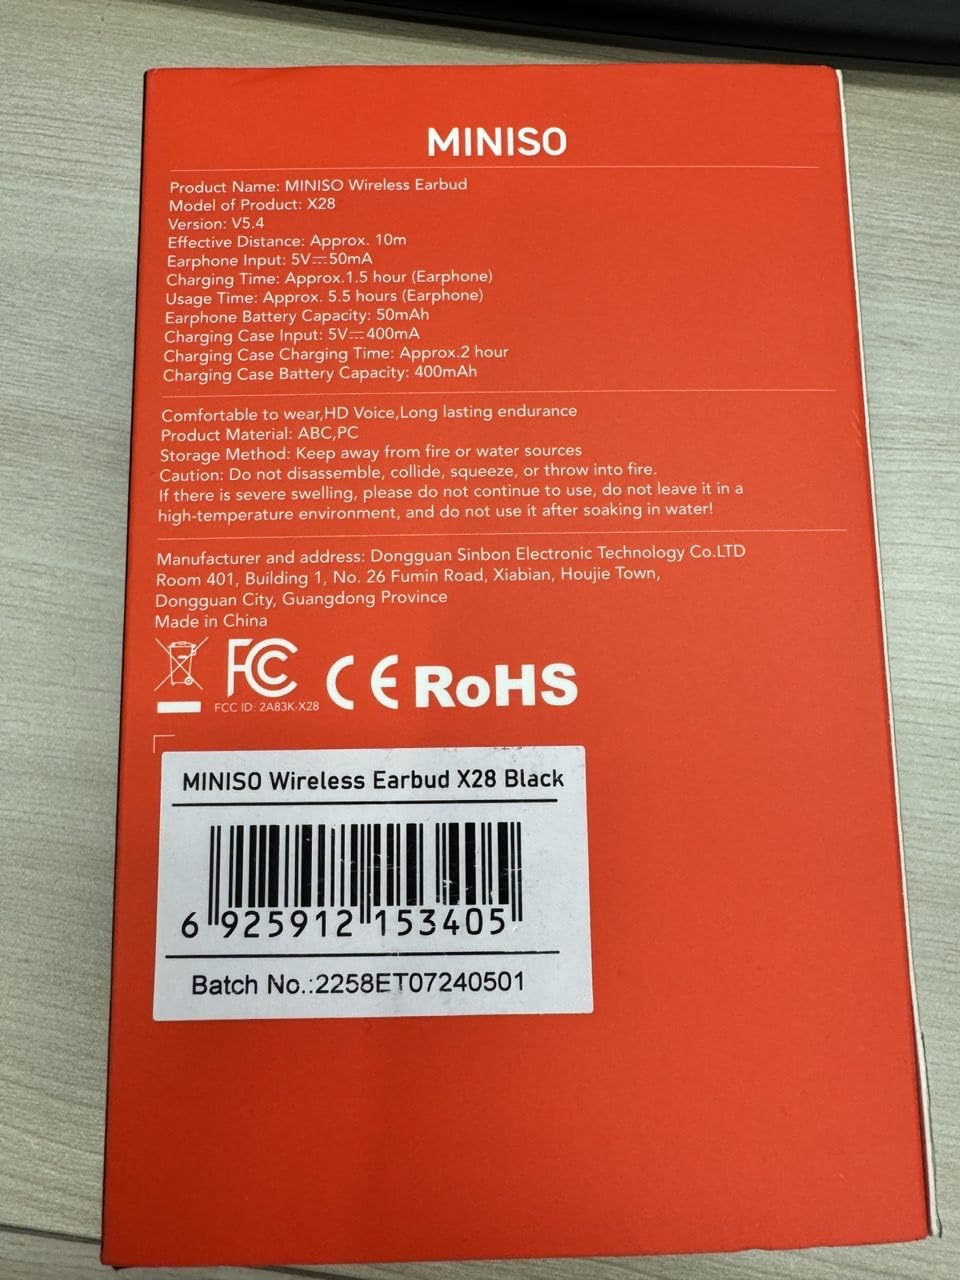 MINISO
Product Name: MINISO Wireless Earbud
Model of Product: X28
Version: V5.4
Effective Distance: Approx. 10m
Earphone Input: 5V⎓50mA
Charging Time: Approx.1.5 hour (Earphone)
Usage Time: Approx. 5.5 hours (Earphone)
Earphone Battery Capacity: 50mAh
Charging Case Input: 5V⎓400mA
Charging Case Charging Time: Approx.2 hour
Charging Case Battery Capacity: 400mAh
Comfortable to wear,HD Voice,Long lasting endurance
Product Material: ABC,PC
Storage Method: Keep away from fire or water sources
Caution: Do not disassemble, collide, squeeze, or throw into fire.
If there is severe swelling, please do not continue to use, do not leave it in a
high-temperature environment, and do not use it after soaking in water!
Manufacturer and address: Dongguan Sinbon Electronic Technology Co.LTD
Room 401, Building 1, No. 26 Fumin Road, Xiabian, Houjie Town,
Dongguan City, Guangdong Province
Made in China
FC CE RoHS
FCC ID: 2A83K-X28
MINISO Wireless Earbud X28 Black
6 925912 153405
Batch No.:2258ET07240501